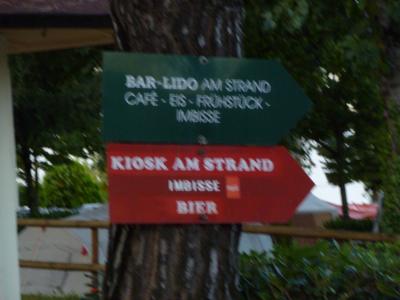 BAR-LIDO AM STRAND
CAFÉ - EIS - FRÜHSTÜCK -
IMBISSE
KIOSK AM STRAND
IMBISSE
BIER